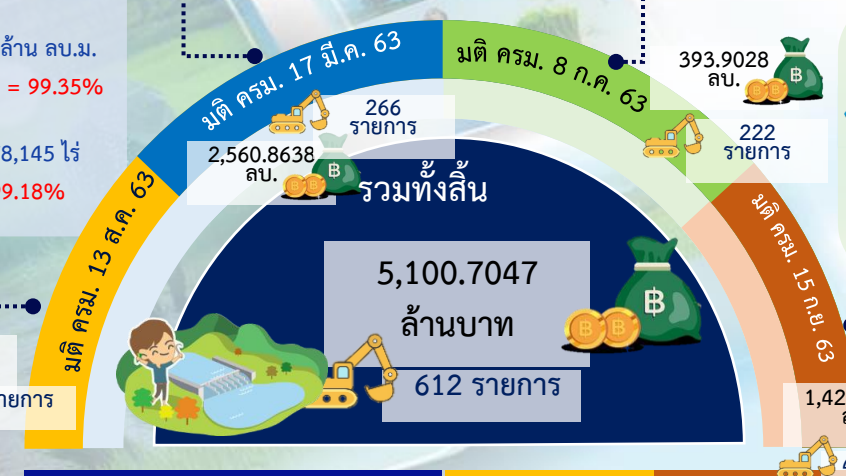 ล้าน ลบ.ม.
= 99.35%
8,145 ไร่
99.18%
มติ ครม. 13 ส.ค. 63
มติ ครม. 17 มี.ค. 63
มติ ครม. 8 ก.ค. 63
มติ ครม. 15 ก.ย. 63
266
รายการ
2,560.8638
ลบ.
393.9028
ลบ.
222
รายการ
รวมทั้งสิ้น
5,100.7047
ล้านบาท
612 รายการ
รายการ
1,42